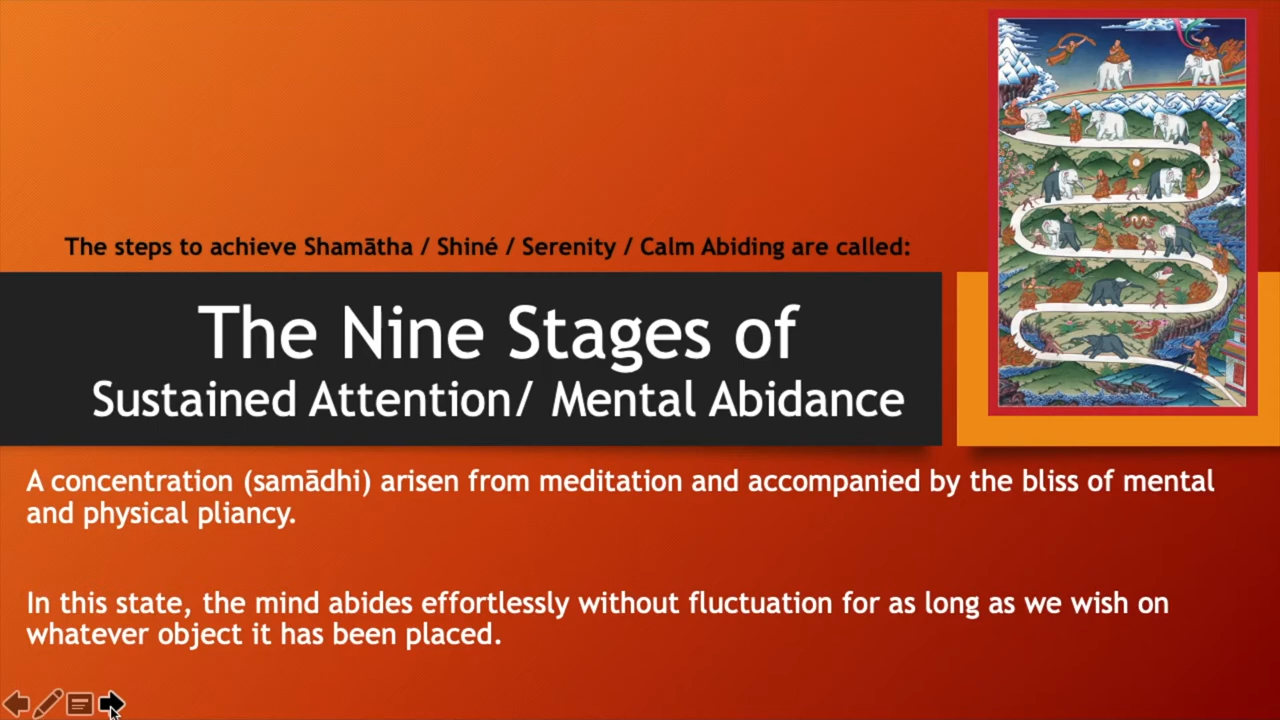 The steps to achieve Shamātha / Shiné / Serenity / Calm Abiding are called:
The Nine Stages of
Sustained Attention/ Mental Abidance
A concentration (samādhi) arisen from meditation and accompanied by the bliss of mental
and physical pliancy.
In this state, the mind abides effortlessly without fluctuation for as long as we wish on
whatever object it has been placed.